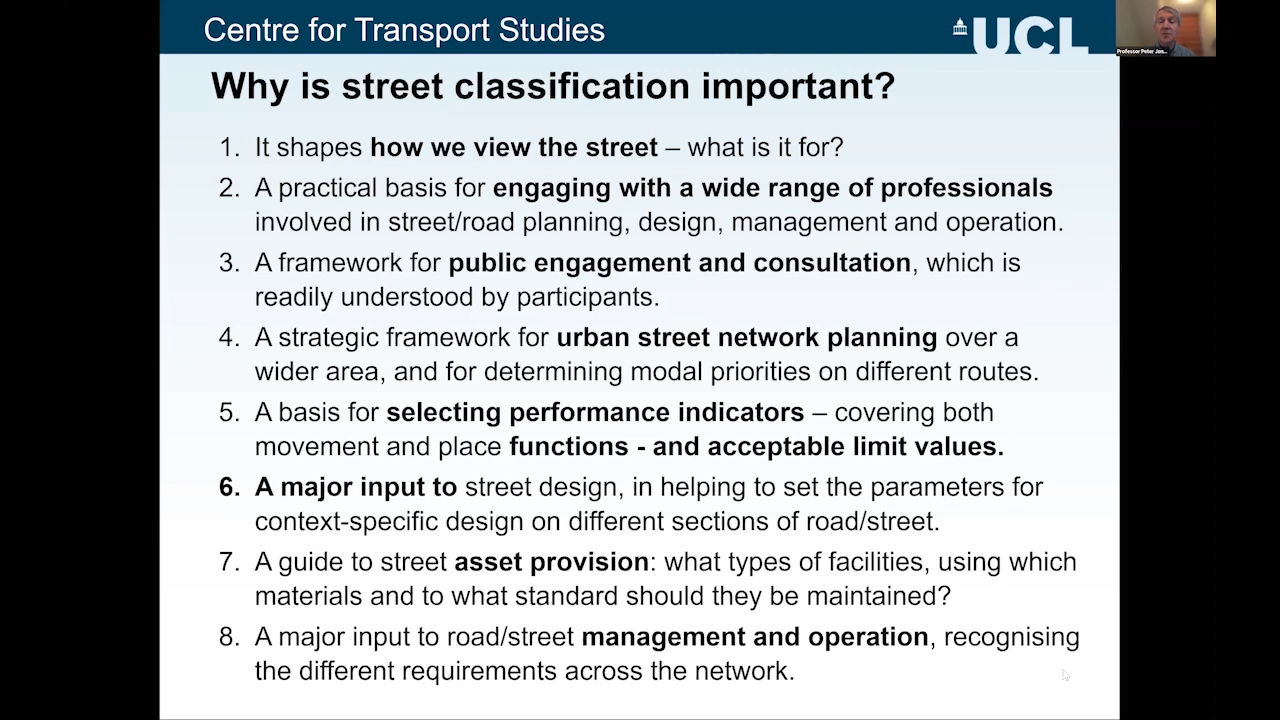 Centre for Transport Studies
UCL
Professor Peter Jon...
Why is street classification important?
1. It shapes how we view the street – what is it for?
2. A practical basis for engaging with a wide range of professionals
involved in street/road planning, design, management and operation.
3. A framework for public engagement and consultation, which is
readily understood by participants.
4. A strategic framework for urban street network planning over a
wider area, and for determining modal priorities on different routes.
5. A basis for selecting performance indicators – covering both
movement and place functions - and acceptable limit values.
6. A major input to street design, in helping to set the parameters for
context-specific design on different sections of road/street.
7. A guide to street asset provision: what types of facilities, using which
materials and to what standard should they be maintained?
8. A major input to road/street management and operation, recognising
the different requirements across the network.